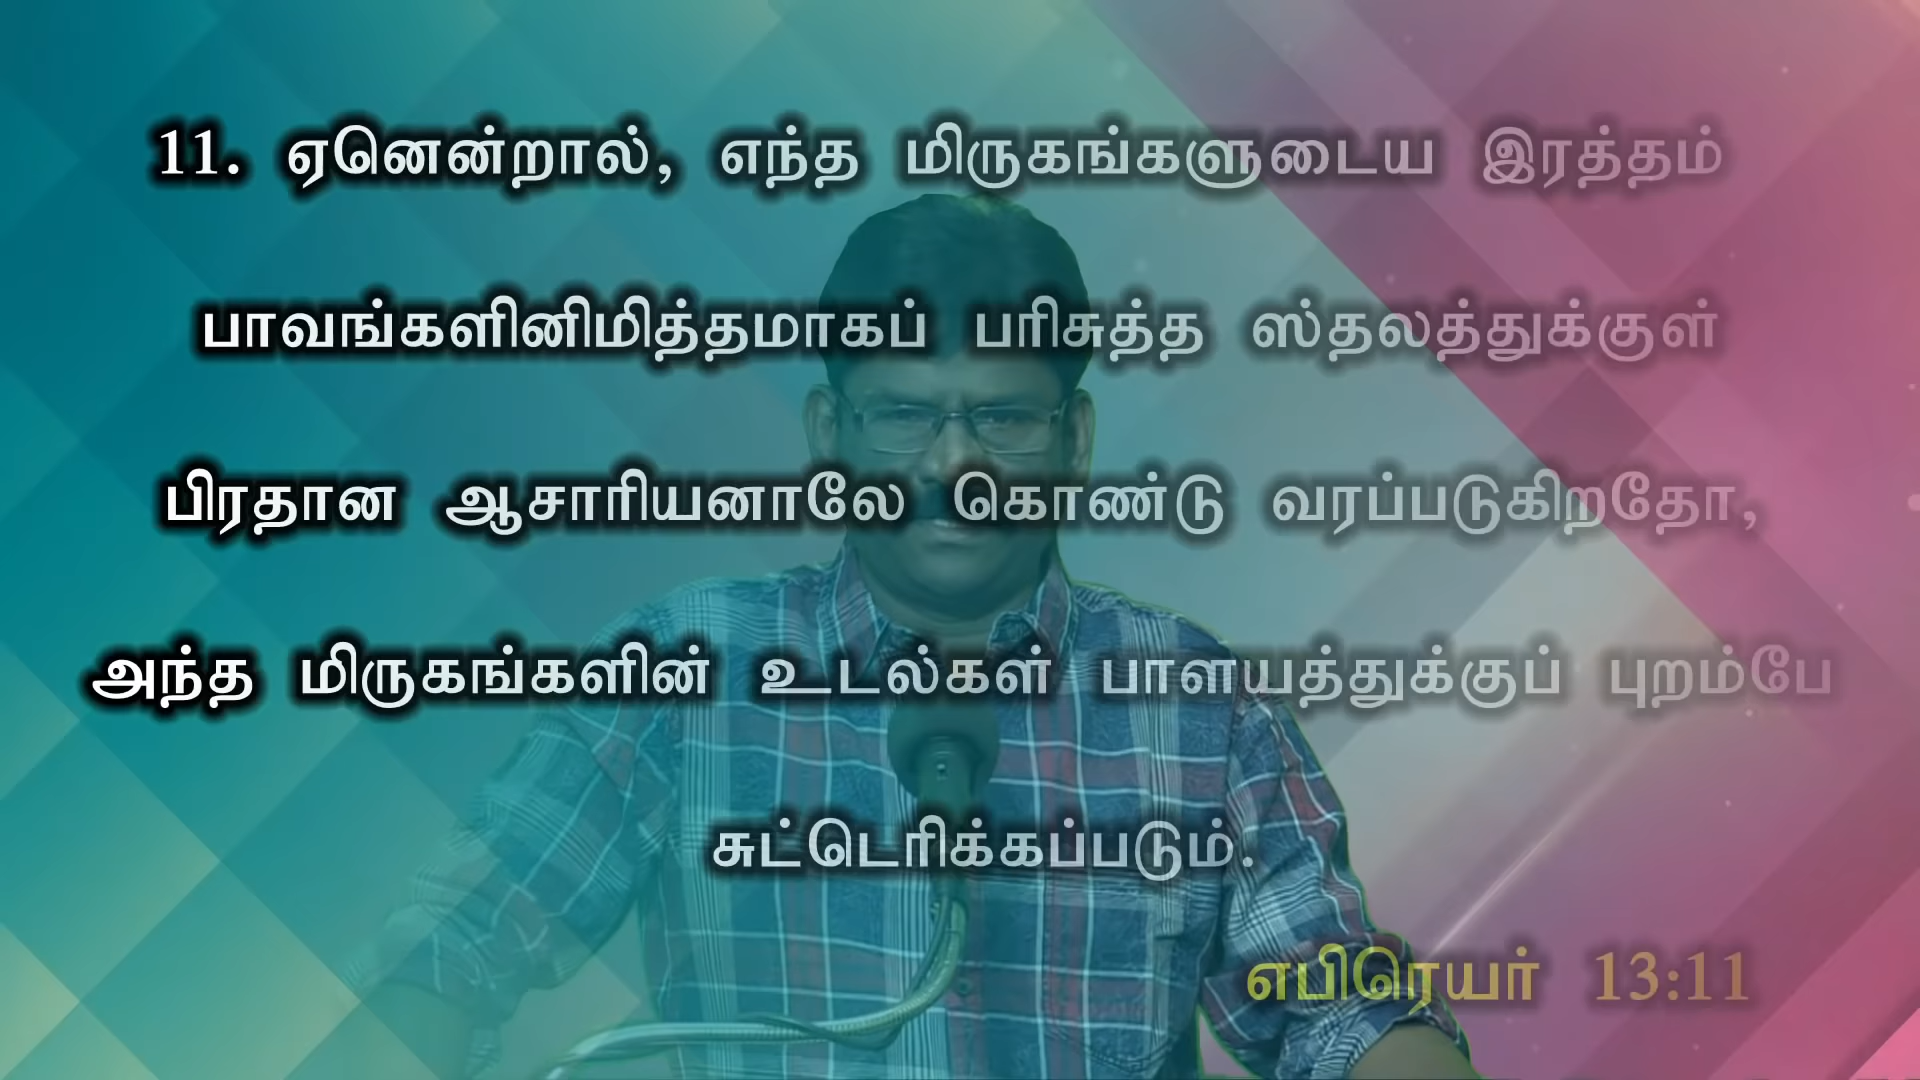 11. ஏனென்றால், எந்த மிருகங்களுடைய இரத்தம்
பாவங்களினிமித்தமாகப் பரிசுத்த ஸ்தலத்துக்குள்
பிரதான ஆசாரியனாலே கொண்டு வரப்படுகிறதோ,
அந்த மிருகங்களின் உடல்கள் பாளயத்துக்குப் புறம்பே
சுட்டெரிக்கப்படும்.
எபிரெயர் 13:11